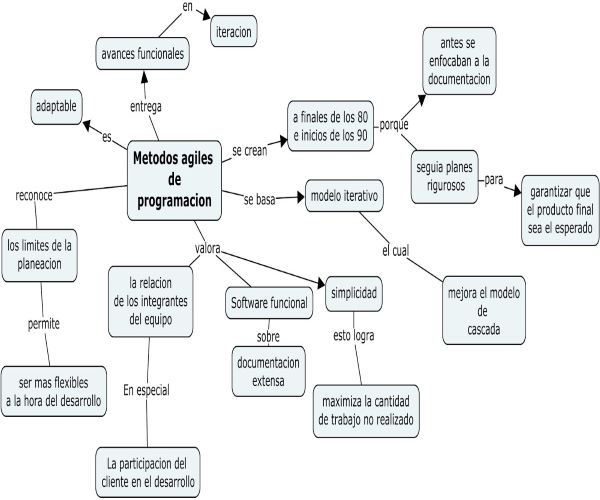 en
iteracion
avances funcionales
entrega
adaptable
es
Metodos agiles
de
programacion
se crean
a finales de los 80
e inicios de los 90
porque
antes se
enfocaban a la
documentacion
seguia planes
rigurosos
para
garantizar que
el producto final
sea el esperado
se basa
modelo iterativo
el cual
mejora el modelo
de
cascada
reconoce
los limites de la
planeacion
permite
ser mas flexibles
a la hora del desarrollo
valora
la relacion
de los integrantes
del equipo
En especial
La participacion del
cliente en el desarrollo
Software funcional
sobre
documentacion
extensa
simplicidad
esto logra
maximiza la cantidad
de trabajo no realizado